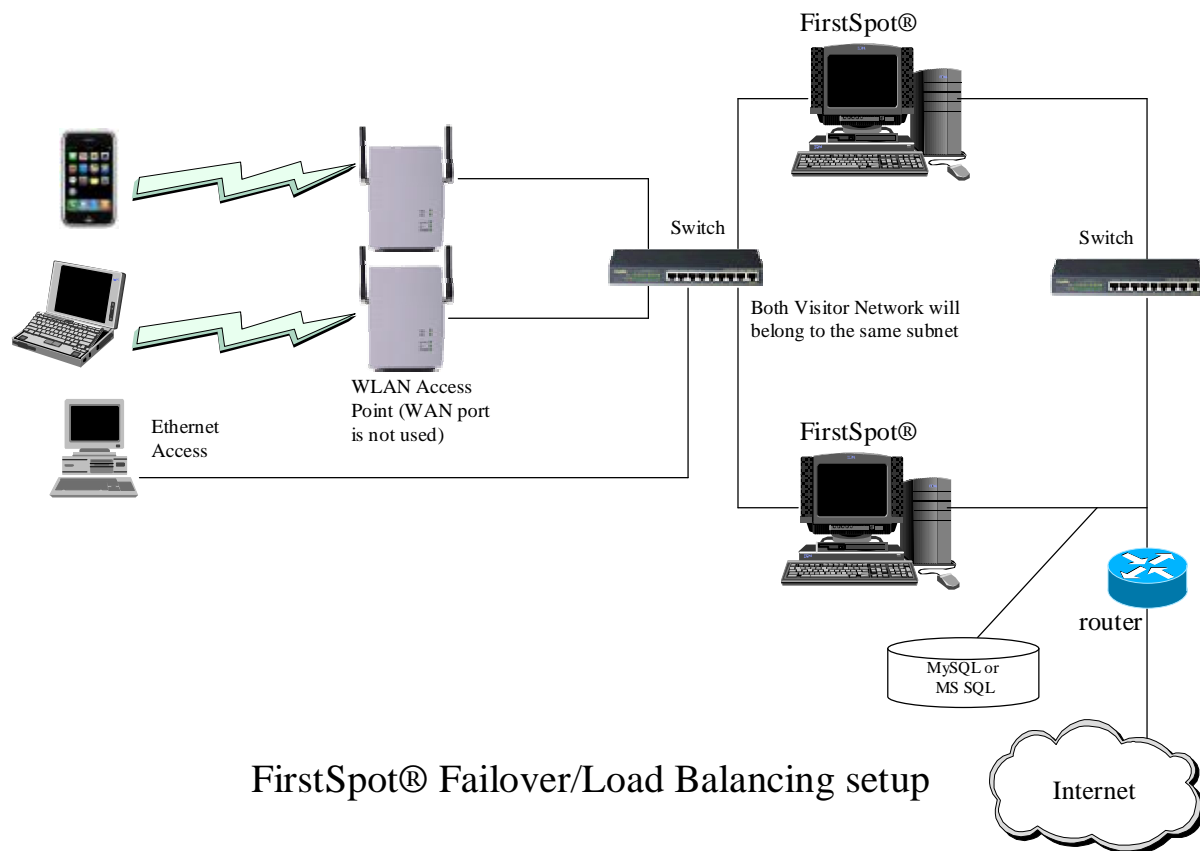 FirstSpot®
Switch
Switch
Both Visitor Network will
belong to the same subnet
WLAN Access
Point (WAN port
is not used)
Ethernet
Access
FirstSpot®
router
MySQL or
MS SQL
Internet
FirstSpot® Failover/Load Balancing setup